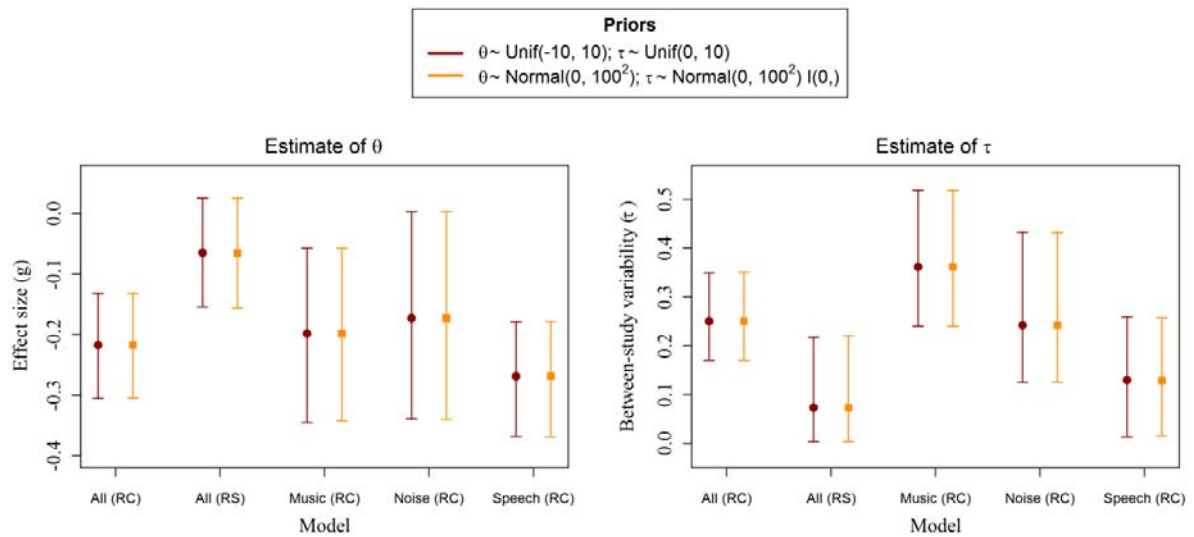 Priors
θ ~ Unif(-10, 10); τ ~ Unif(0, 10)
θ ~ Normal(0, 100²); τ ~ Normal(0, 100²) I(0,)
Estimate of θ
Effect size (g)
0.0
-0.1
-0.2
-0.3
-0.4
All (RC) All (RS) Music (RC) Noise (RC) Speech (RC)
Model
Estimate of τ
Between-study variability (τ)
0.5
0.4
0.3
0.2
0.1
0.0
All (RC) All (RS) Music (RC) Noise (RC) Speech (RC)
Model